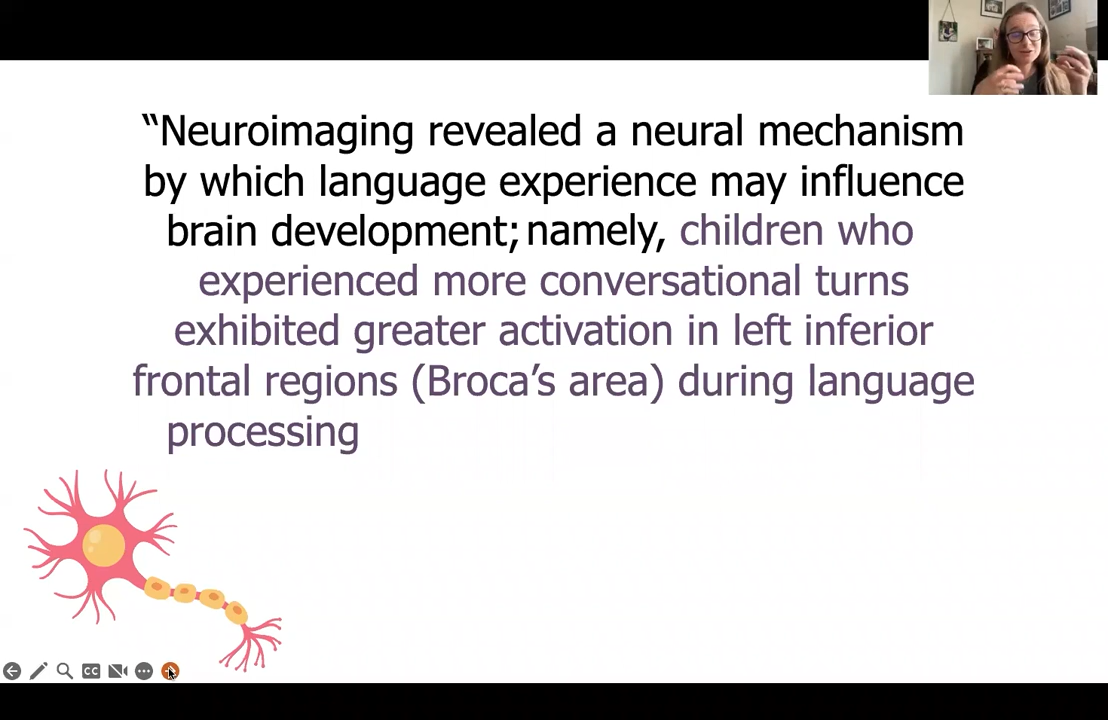 “Neuroimaging revealed a neural mechanism
by which language experience may influence
brain development; namely, children who
experienced more conversational turns
exhibited greater activation in left inferior
frontal regions (Broca’s area) during language
processing
CC